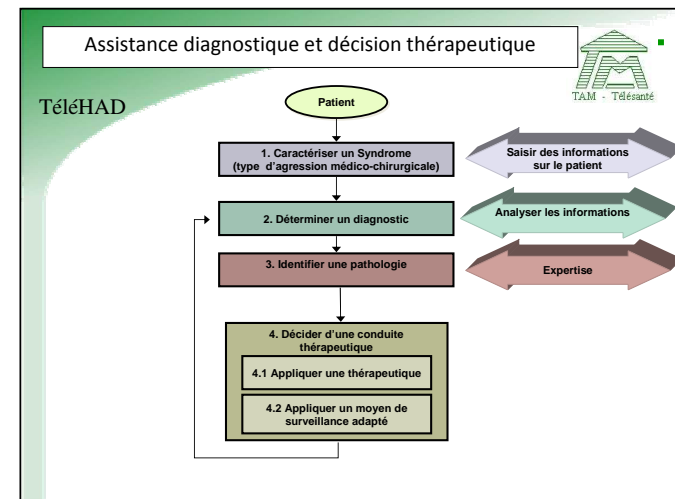 Assistance diagnostique et décision thérapeutique
TAM - Télésanté
TéléHAD
Patient
1. Caractériser un Syndrome
(type d'agression médico-chirurgicale)
Saisir des informations
sur le patient
2. Déterminer un diagnostic
Analyser les informations
3. Identifier une pathologie
Expertise
4. Décider d'une conduite
thérapeutique
4.1 Appliquer une thérapeutique
4.2 Appliquer un moyen de
surveillance adapté